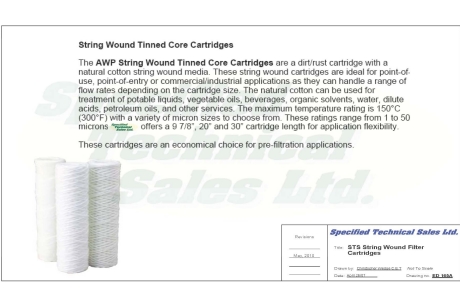 String Wound Tinned Core Cartridges
The AWP String Wound Tinned Core Cartridges are a dirt/rust cartridge with a
natural cotton string wound media. These string wound cartridges are ideal for point-of-
use, point-of-entry or commercial/industrial applications as they can handle a range of
flow rates depending on the cartridge size. The natural cotton can be used for
treatment of potable liquids, vegetable oils, beverages, organic solvents, water, dilute
acids, petroleum oils, and other services. The maximum temperature rating is 150°C
(300°F) with a variety of micron sizes to choose from. These ratings range from 1 to 50
microns offers a 9 7/8", 20" and 30" cartridge length for application flexibility.
These cartridges are an economical choice for pre-filtration applications.
Specified
Technical
Sales Ltd.
Revisions
May, 2010
Specified Technical Sales Ltd.
Title: STS String Wound Filter
Cartridges
Drawn by: Not To Scale
Date: Drawing no. ED 169A